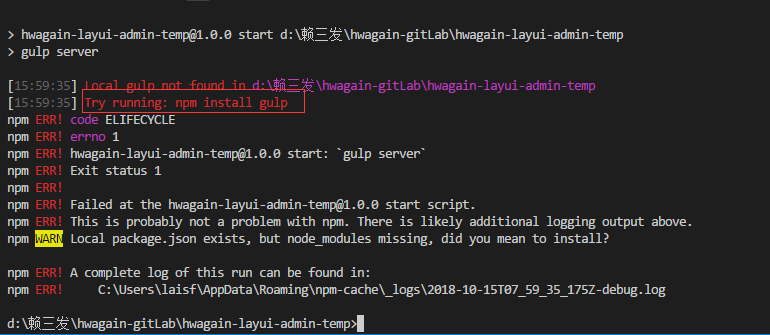 > hwagain-layui-admin-temp@1.0.0 start d:\赖三发\hwagain-gitLab\hwagain-layui-admin-temp
> gulp server
[15:59:35] Local gulp not found in d:\赖三发\hwagain-gitLab\hwagain-layui-admin-temp
[15:59:35] Try running: npm install gulp
npm ERR! code ELIFECYCLE
npm ERR! errno 1
npm ERR! hwagain-layui-admin-temp@1.0.0 start: `gulp server`
npm ERR! Exit status 1
npm ERR!
npm ERR! Failed at the hwagain-layui-admin-temp@1.0.0 start script.
npm ERR! This is probably not a problem with npm. There is likely additional logging output above.
npm WARN Local package.json exists, but node_modules missing, did you mean to install?
npm ERR! A complete log of this run can be found in:
npm ERR!     C:\Users\laisf\AppData\Roaming\npm-cache\_logs\2018-10-15T07_59_35_175Z-debug.log
d:\赖三发\hwagain-gitLab\hwagain-layui-admin-temp>